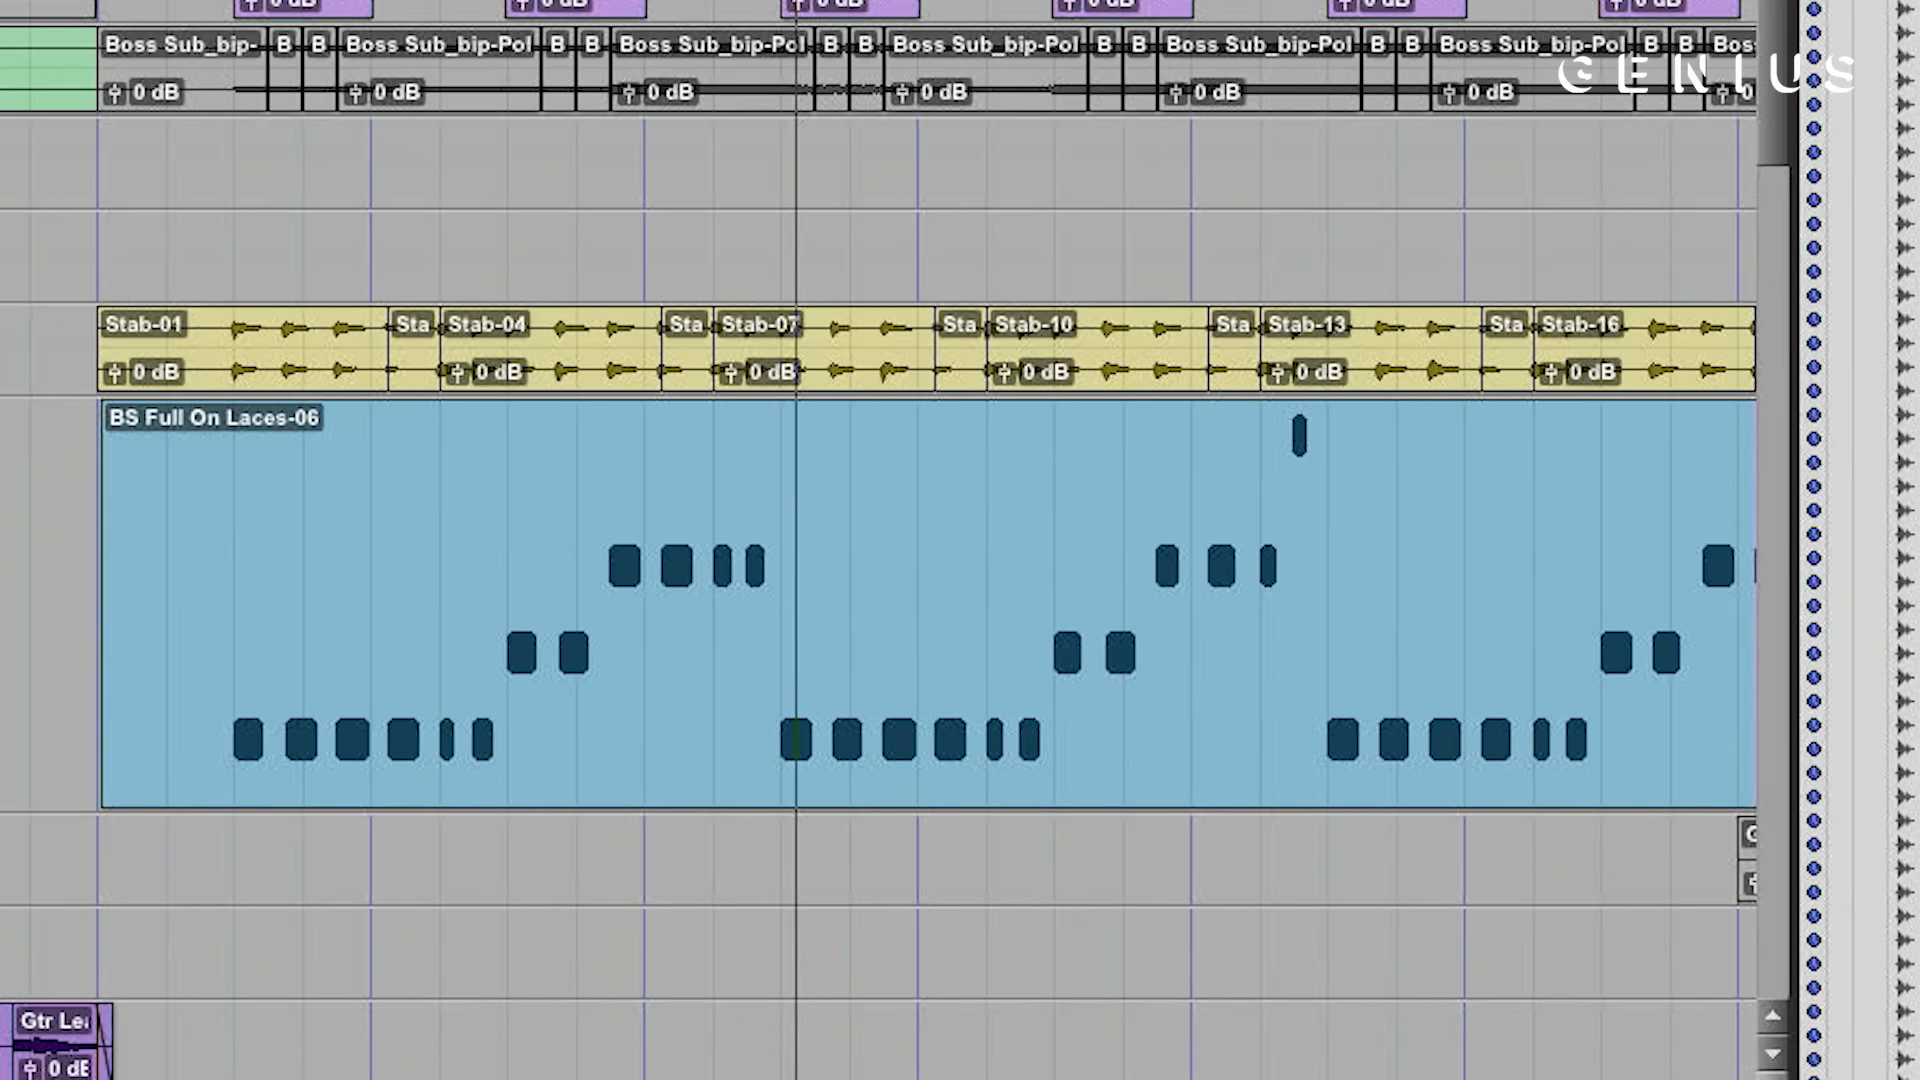 0 dB 0 dB 0 dB 0 dB 0 dB 0 dB
Boss Sub_bip- B B Boss Sub_bip-Pol B B Boss Sub_bip-Pol B B Boss Sub_bip-Pol B B Boss Sub_bip-Pol B B Boss Sub_bip-Pol B B Bos
GENIUS
0 dB 0 dB 0 dB 0 dB 0 dB 0 dB 0
Stab-01 Sta Stab-04 Sta Stab-07 Sta Stab-10 Sta Stab-13 Sta Stab-16
0 dB 0 dB 0 dB 0 dB 0 dB 0 dB
BS Full On Laces-06
Gtr Lea
0 dB